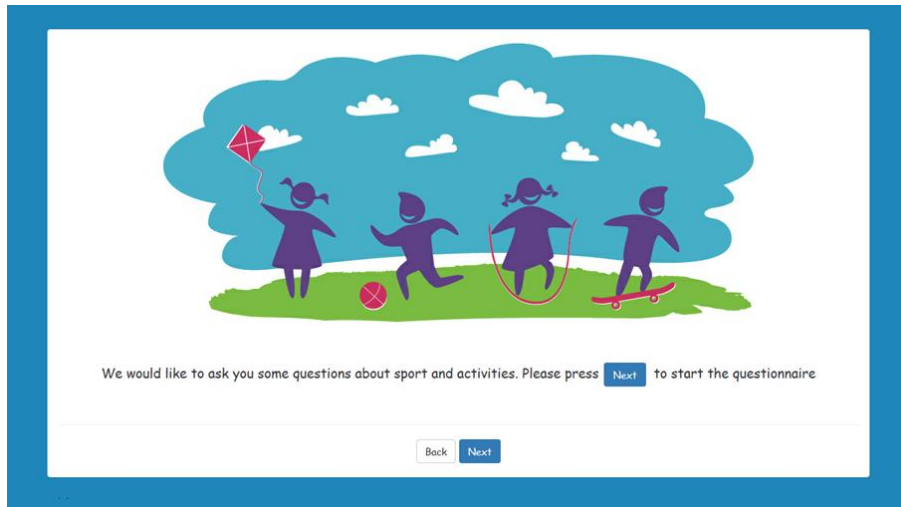 We would like to ask you some questions about sport and activities. Please press Next to start the questionnaire
Back Next